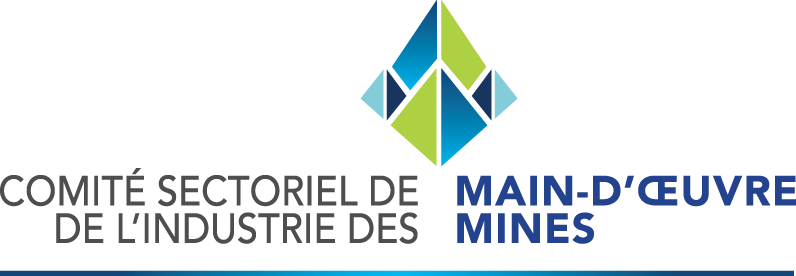 COMITÉ SECTORIEL DE MAIN-D'ŒUVRE
DE L'INDUSTRIE DES MINES